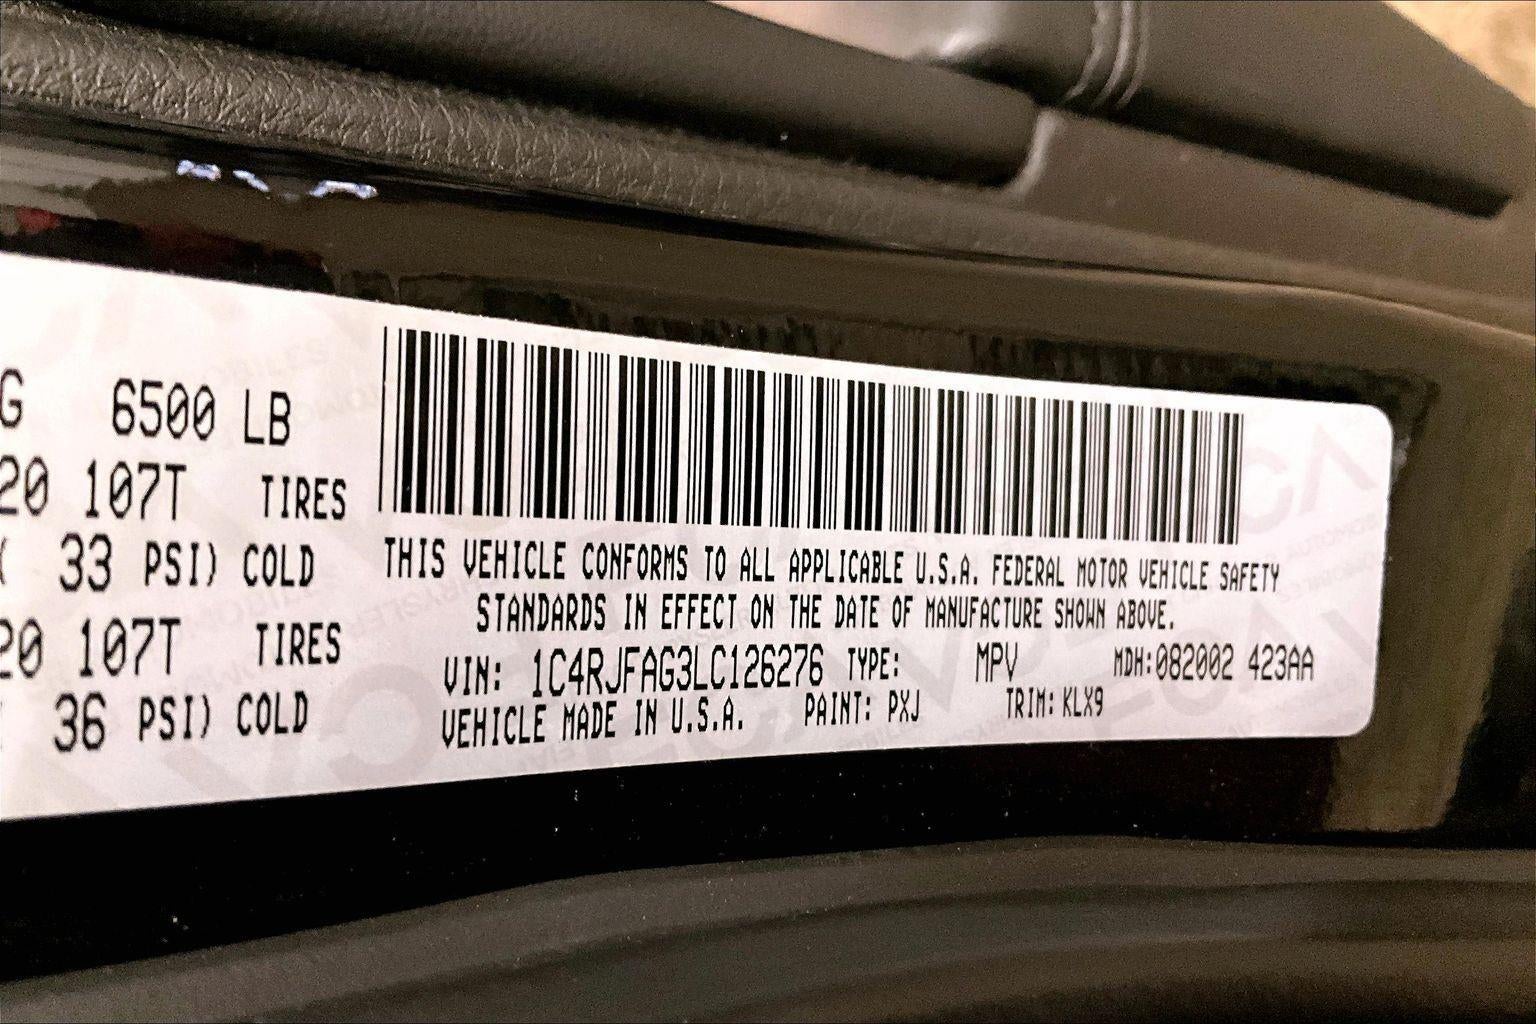 G 6500 LB
20 107T TIRES
( 33 PSI) COLD
20 107T TIRES
36 PSI) COLD
THIS VEHICLE CONFORMS TO ALL APPLICABLE U.S.A. FEDERAL MOTOR VEHICLE SAFETY
STANDARDS IN EFFECT ON THE DATE OF MANUFACTURE SHOWN ABOVE.
VIN: 1C4RJFAG3LC126276 TYPE: MPV MDH:082002 423AA
VEHICLE MADE IN U.S.A. PAINT: PXJ TRIM: KLX9